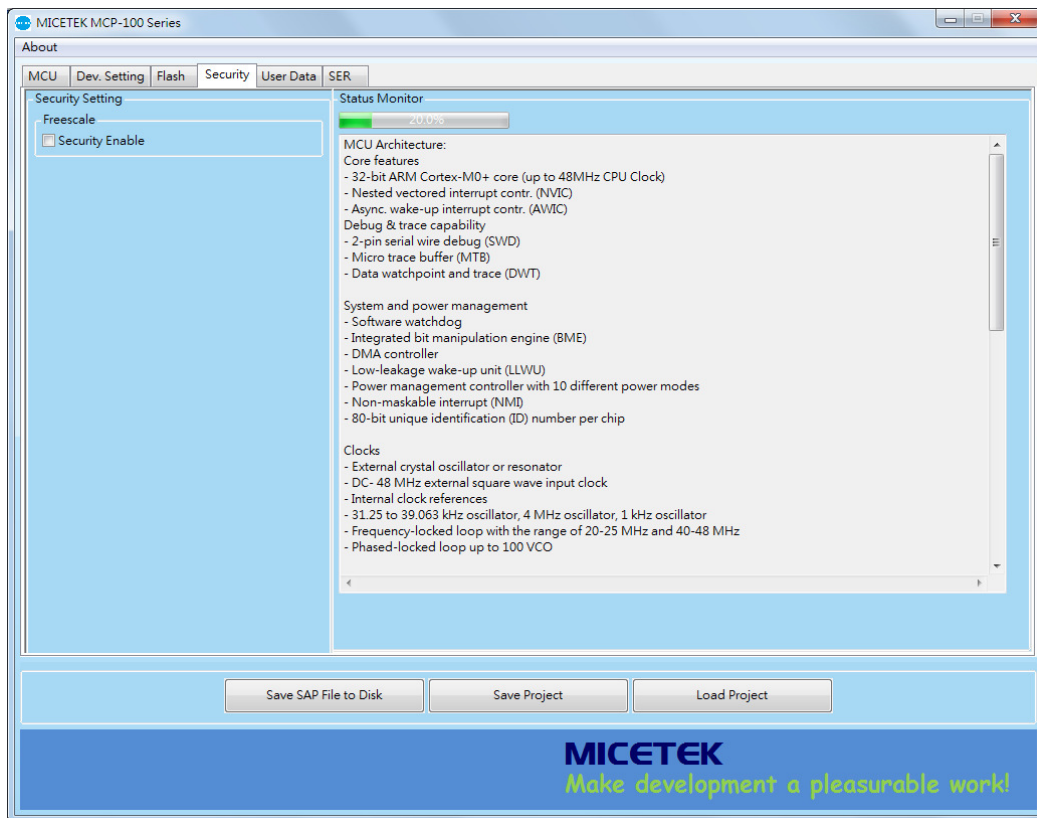 MICETEK MCP-100 Series
About
MCU Dev. Setting Flash Security User Data SER
Security Setting
Freescale
Security Enable
Status Monitor
20.0%
MCU Architecture:
Core features
- 32-bit ARM Cortex-M0+ core (up to 48MHz CPU Clock)
- Nested vectored interrupt contr. (NVIC)
- Async. wake-up interrupt contr. (AWIC)
Debug & trace capability
- 2-pin serial wire debug (SWD)
- Micro trace buffer (MTB)
- Data watchpoint and trace (DWT)
System and power management
- Software watchdog
- Integrated bit manipulation engine (BME)
- DMA controller
- Low-leakage wake-up unit (LLWU)
- Power management controller with 10 different power modes
- Non-maskable interrupt (NMI)
- 80-bit unique identification (ID) number per chip
Clocks
- External crystal oscillator or resonator
- DC- 48 MHz external square wave input clock
- Internal clock references
- 31.25 to 39.063 kHz oscillator, 4 MHz oscillator, 1 kHz oscillator
- Frequency-locked loop with the range of 20-25 MHz and 40-48 MHz
- Phased-locked loop up to 100 VCO
Save SAP File to Disk Save Project Load Project
MICETEK
Make development a pleasurable work!